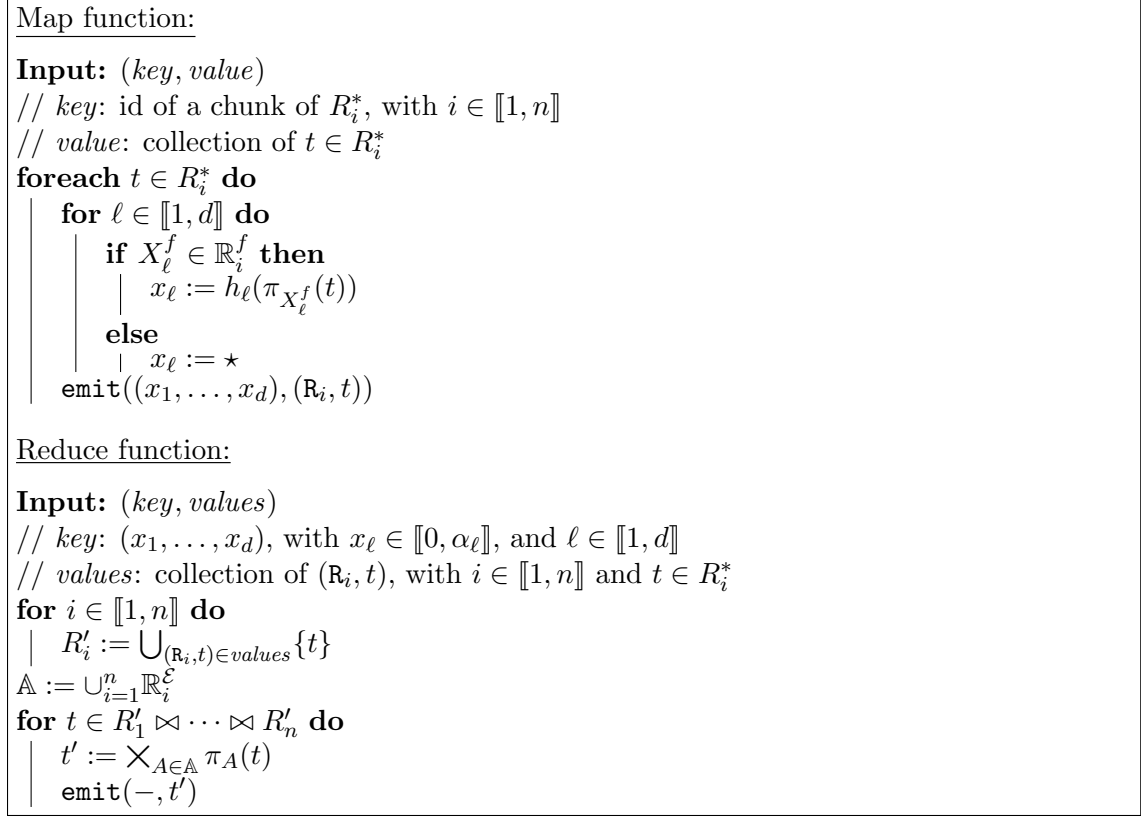 Map function:
Input: (key, value)
// key: id of a chunk of R_i^*, with i ∈ ⟦1, n⟧
// value: collection of t ∈ R_i^*
foreach t ∈ R_i^* do
for ℓ ∈ ⟦1, d⟧ do
if X_ℓ^f ∈ ℝ_i^f then
x_ℓ := h_ℓ(π_{X_ℓ^f}(t))
else
x_ℓ := ⋆
emit((x_1, . . . , x_d), (R_i, t))
Reduce function:
Input: (key, values)
// key: (x_1, . . . , x_d), with x_ℓ ∈ ⟦0, α_ℓ⟧, and ℓ ∈ ⟦1, d⟧
// values: collection of (R_i, t), with i ∈ ⟦1, n⟧ and t ∈ R_i^*
for i ∈ ⟦1, n⟧ do
R'_i := ⋃_{(R_i,t)∈values}{t}
𝔸 := ∪_{i=1}^n ℝ_i^ℰ
for t ∈ R'_1 ⋈ · · · ⋈ R'_n do
t' := ⨉_{A∈𝔸} π_A(t)
emit(−, t')